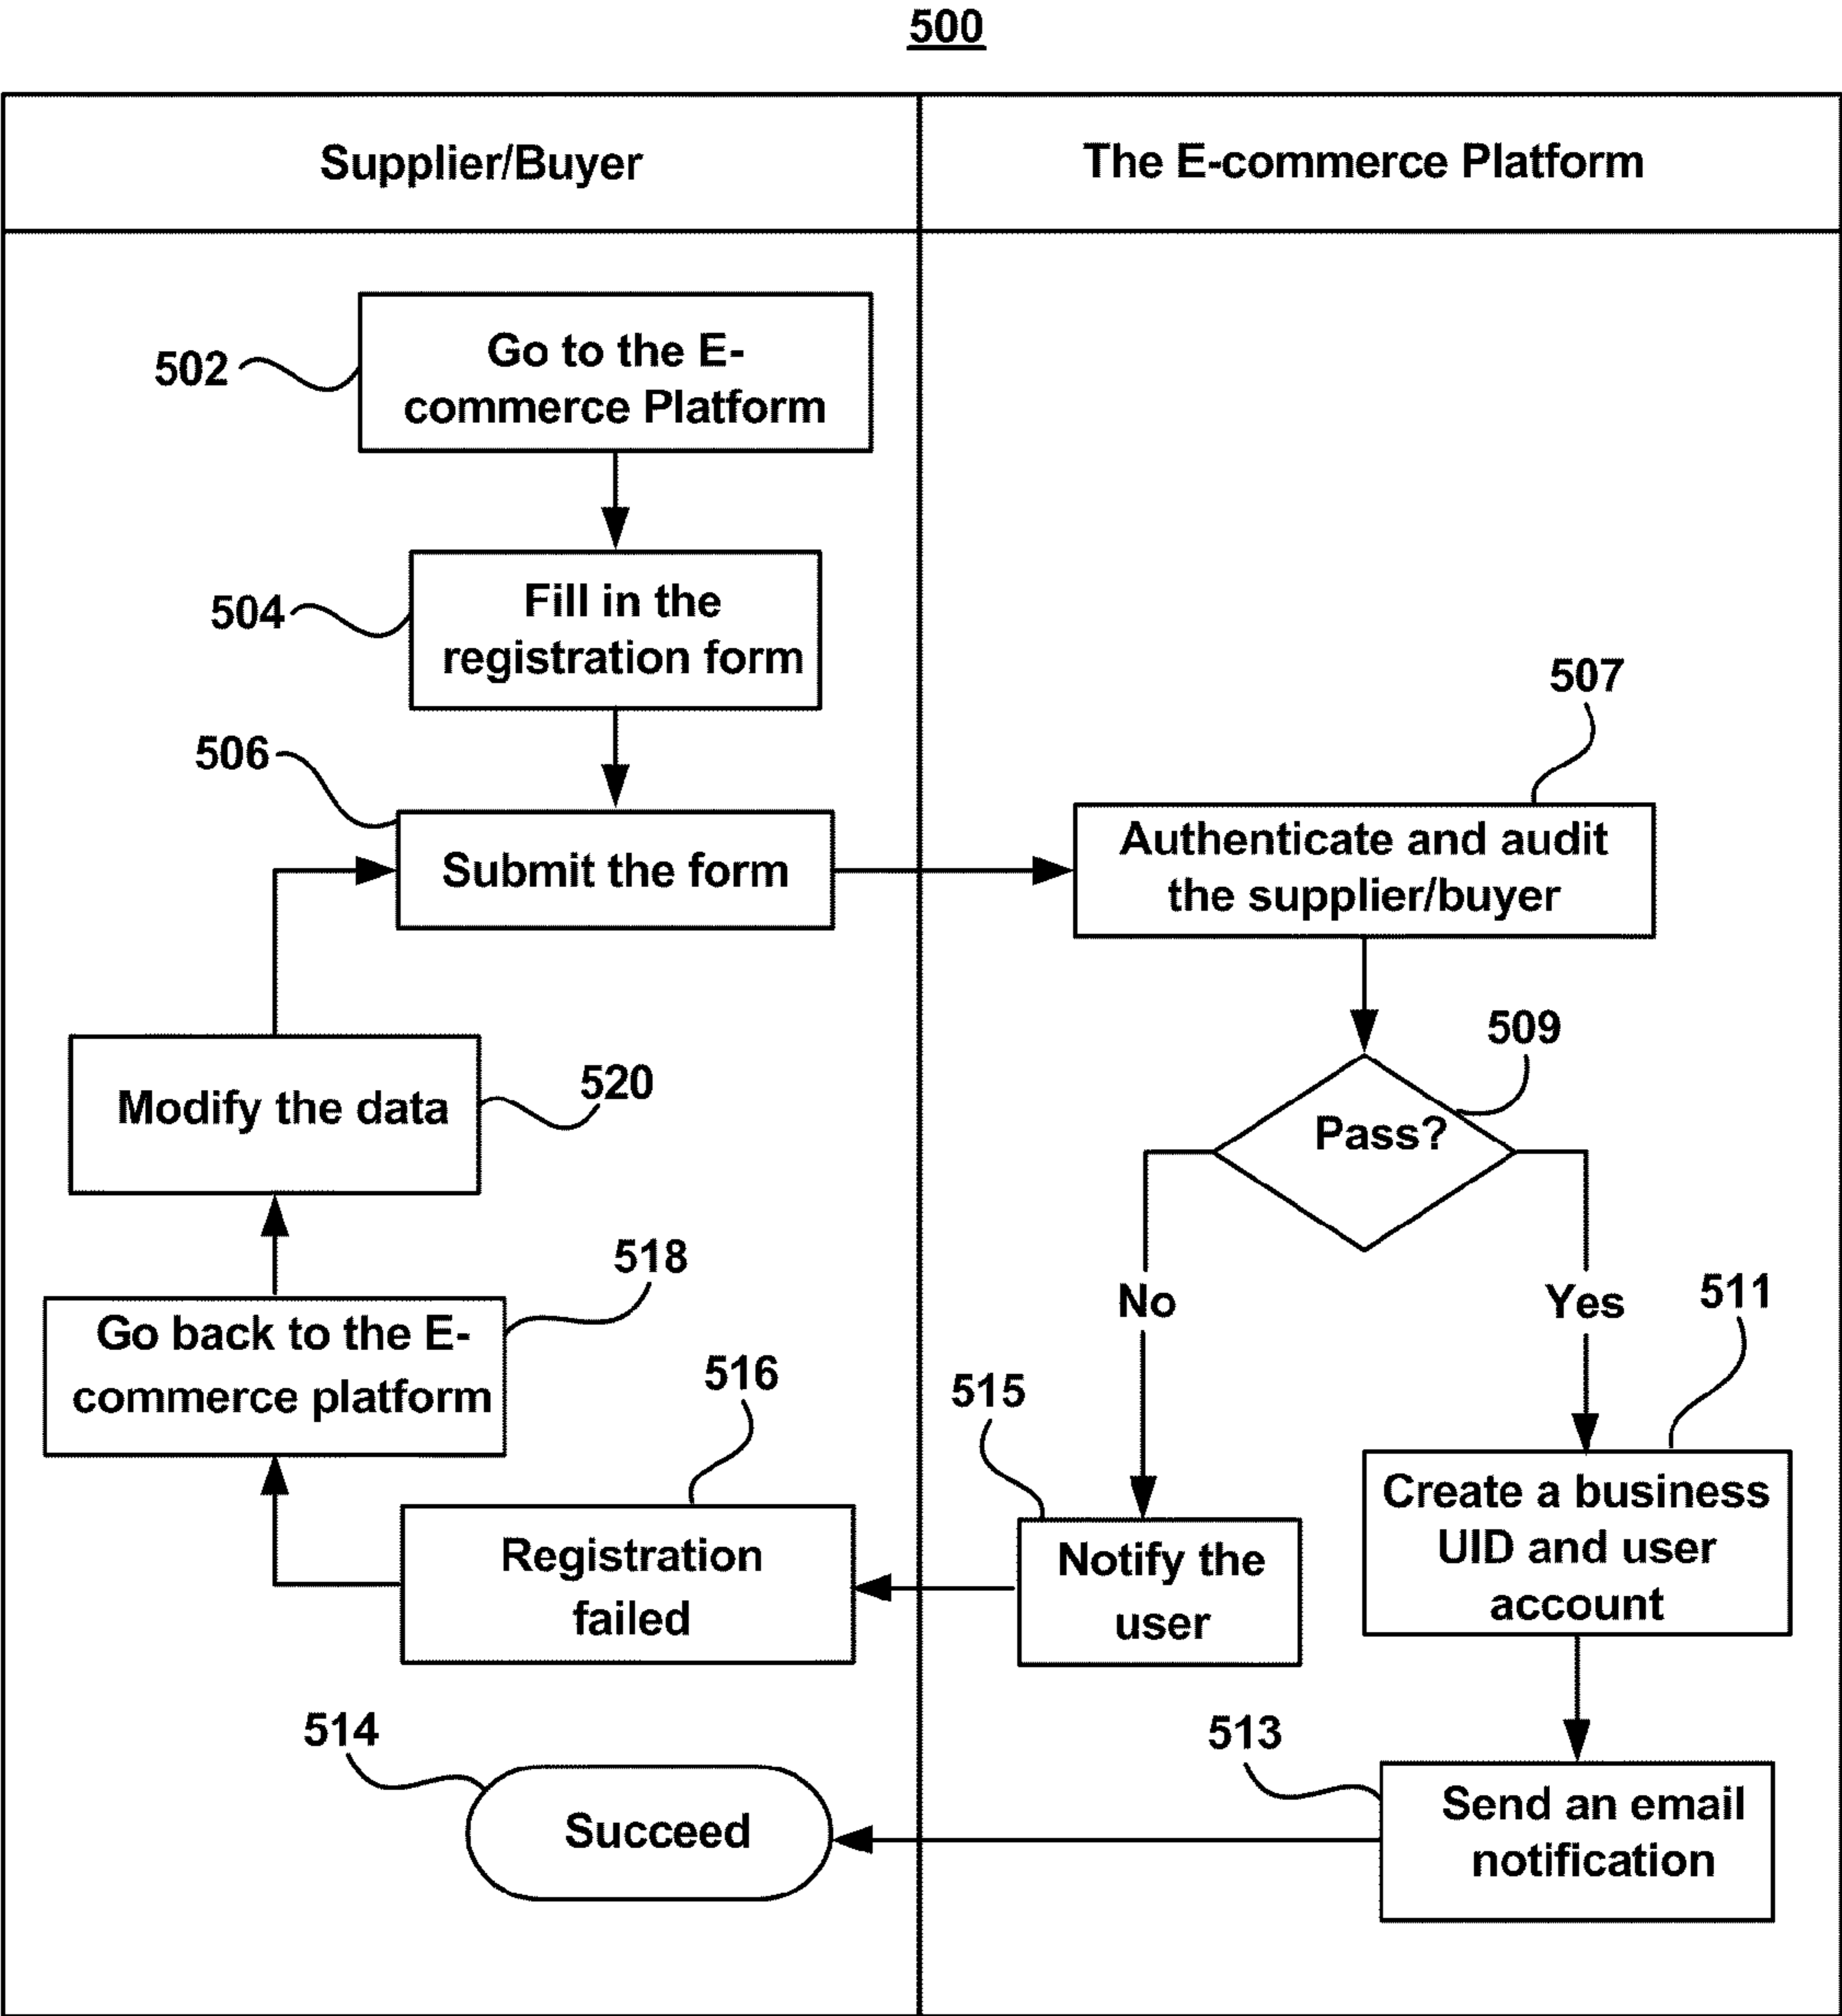 500
Supplier/Buyer
The E-commerce Platform
502
Go to the E-
commerce Platform
504
Fill in the
registration form
506
Submit the form
507
Authenticate and audit
the supplier/buyer
509
Pass?
No
Yes
511
Create a business
UID and user
account
513
Send an email
notification
514
Succeed
515
Notify the
user
516
Registration
failed
518
Go back to the E-
commerce platform
520
Modify the data